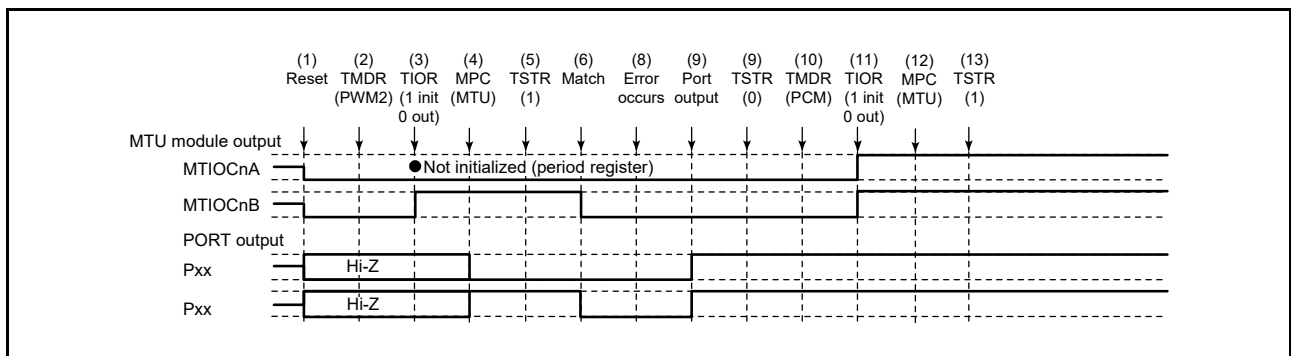 (1) (2) (3) (4) (5) (6) (8) (9) (9) (10) (11) (12) (13)
Reset TMDR TIOR MPC TSTR Match Error Port TSTR TMDR TIOR MPC TSTR
(PWM2) (1 init (MTU) (1) occurs output (0) (PCM) (1 init (MTU) (1)
0 out) 0 out)
MTU module output
MTIOCnA Not initialized (period register)
MTIOCnB
PORT output
Pxx Hi-Z
Pxx Hi-Z